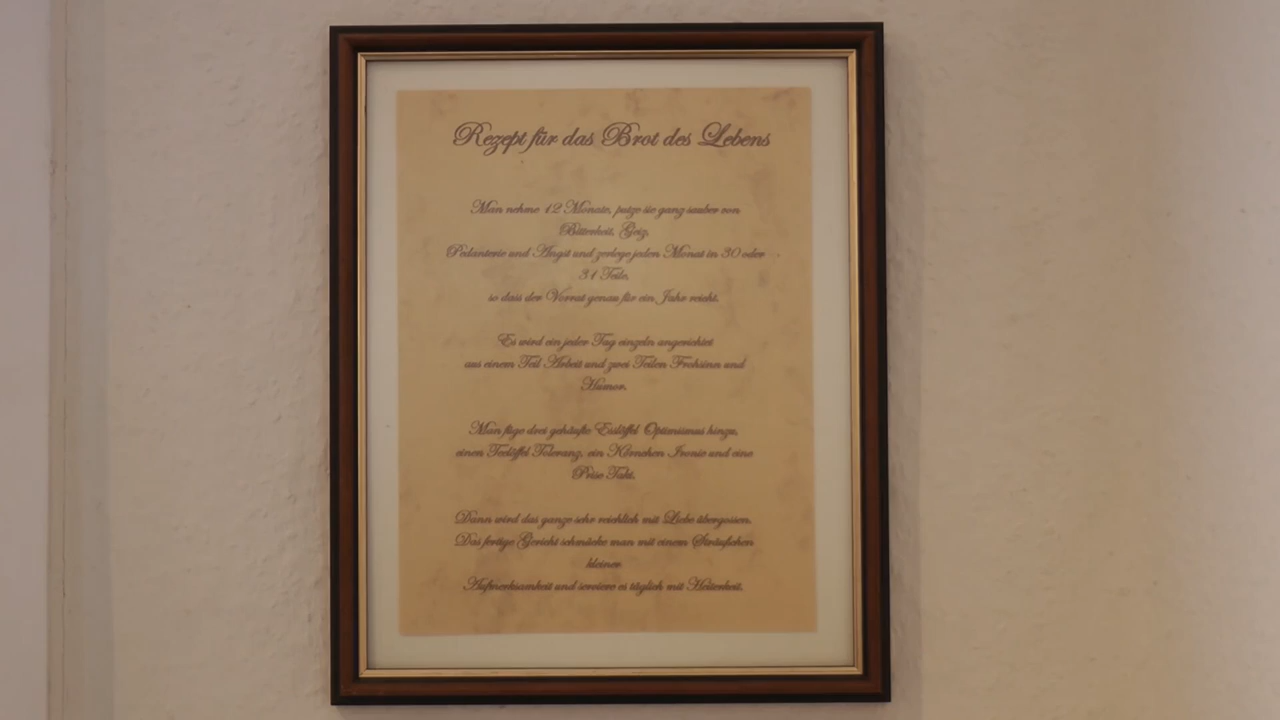 Rezept für das Brot des Lebens
Man nehme 12 Monate, putze sie ganz sauber von
Bitterkeit, Geiz,
Pedanterie und Angst und zerlege jeden Monat in 30 oder
31 Teile,
so dass der Vorrat genau für ein Jahr reicht.
Es wird ein jeder Tag einzeln angerichtet
aus einem Teil Arbeit und zwei Teilen Frohsinn und
Humor.
Man füge drei gehäufte Esslöffel Optimismus hinzu,
einen Teelöffel Toleranz, ein Körnchen Ironie und eine
Prise Takt.
Dann wird das ganze sehr reichlich mit Liebe übergossen.
Das fertige Gericht schmücke man mit einem Sträußchen
kleiner
Aufmerksamkeit und serviere es täglich mit Heiterkeit.